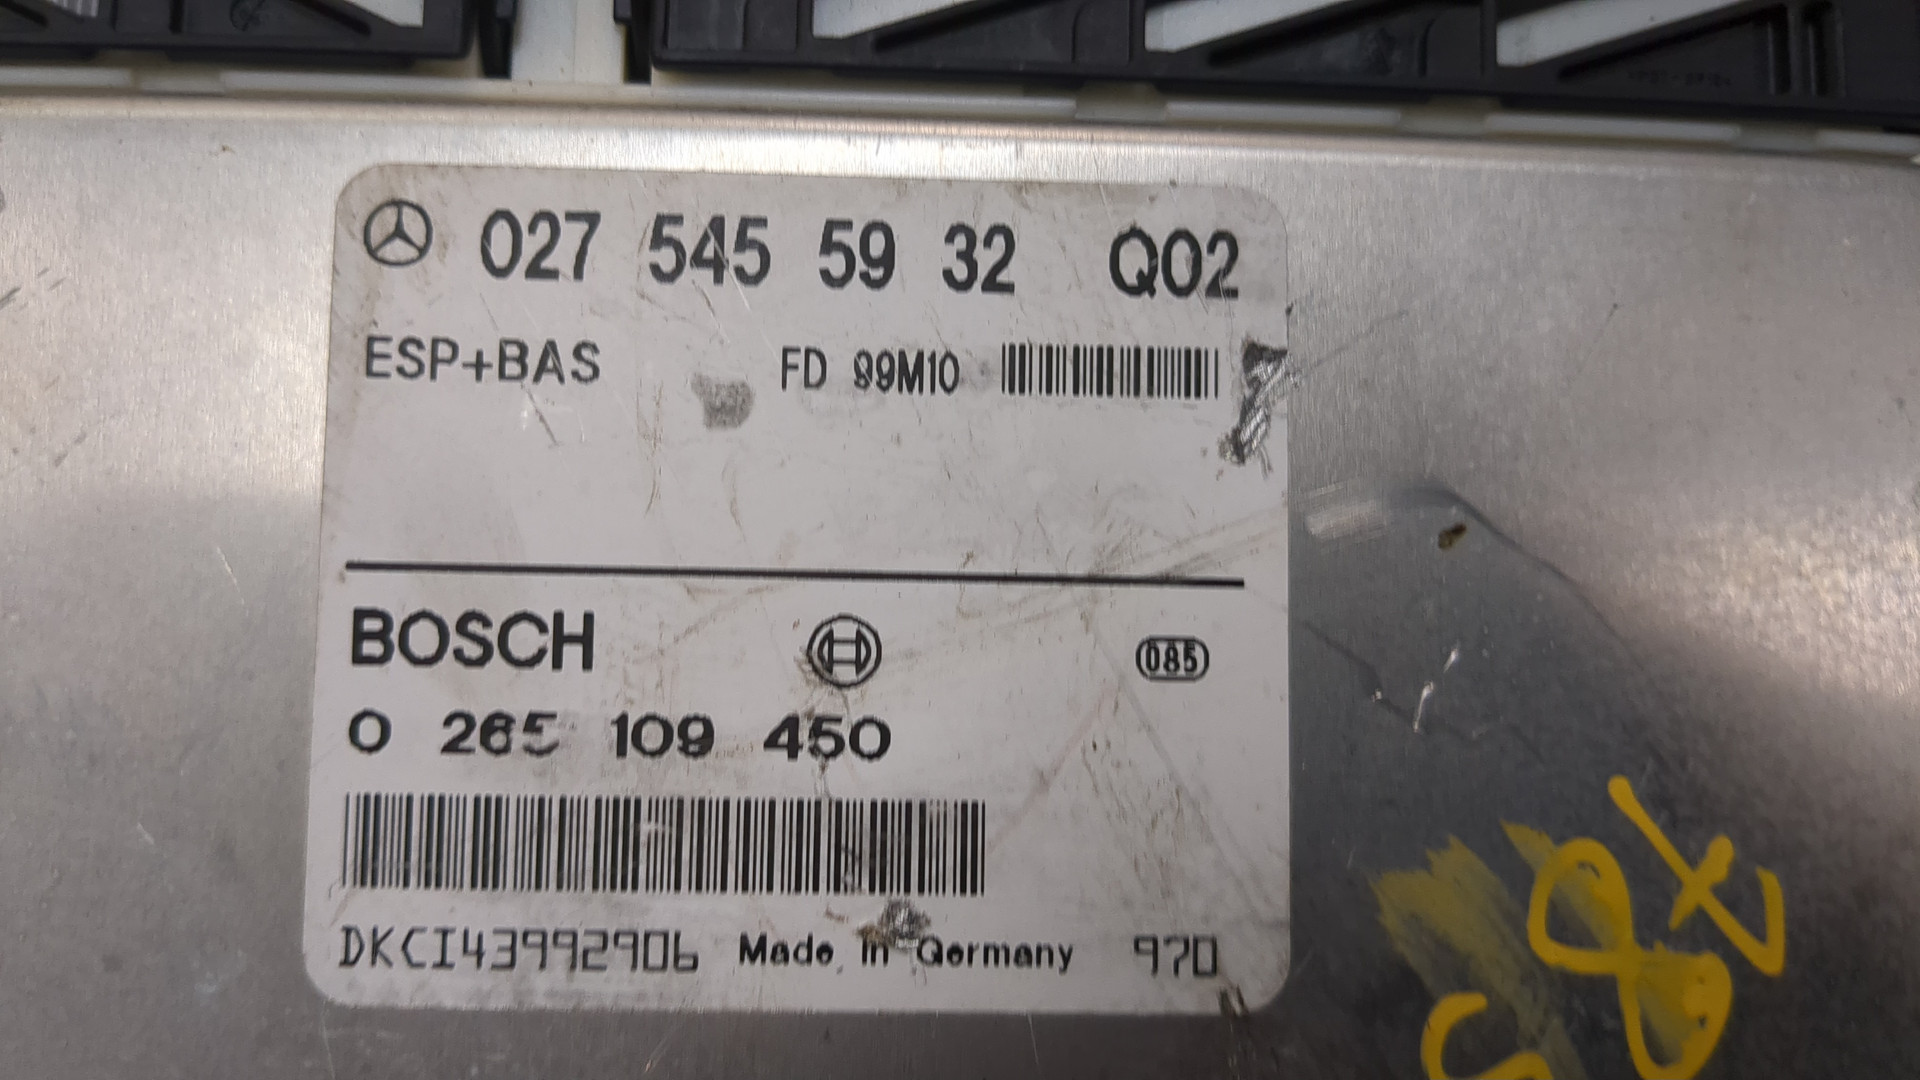 027 545 59 32 Q02
ESP+BAS FD 99M10
BOSCH 085
0 265 109 450
DKCI43992906 Made in Germany 970